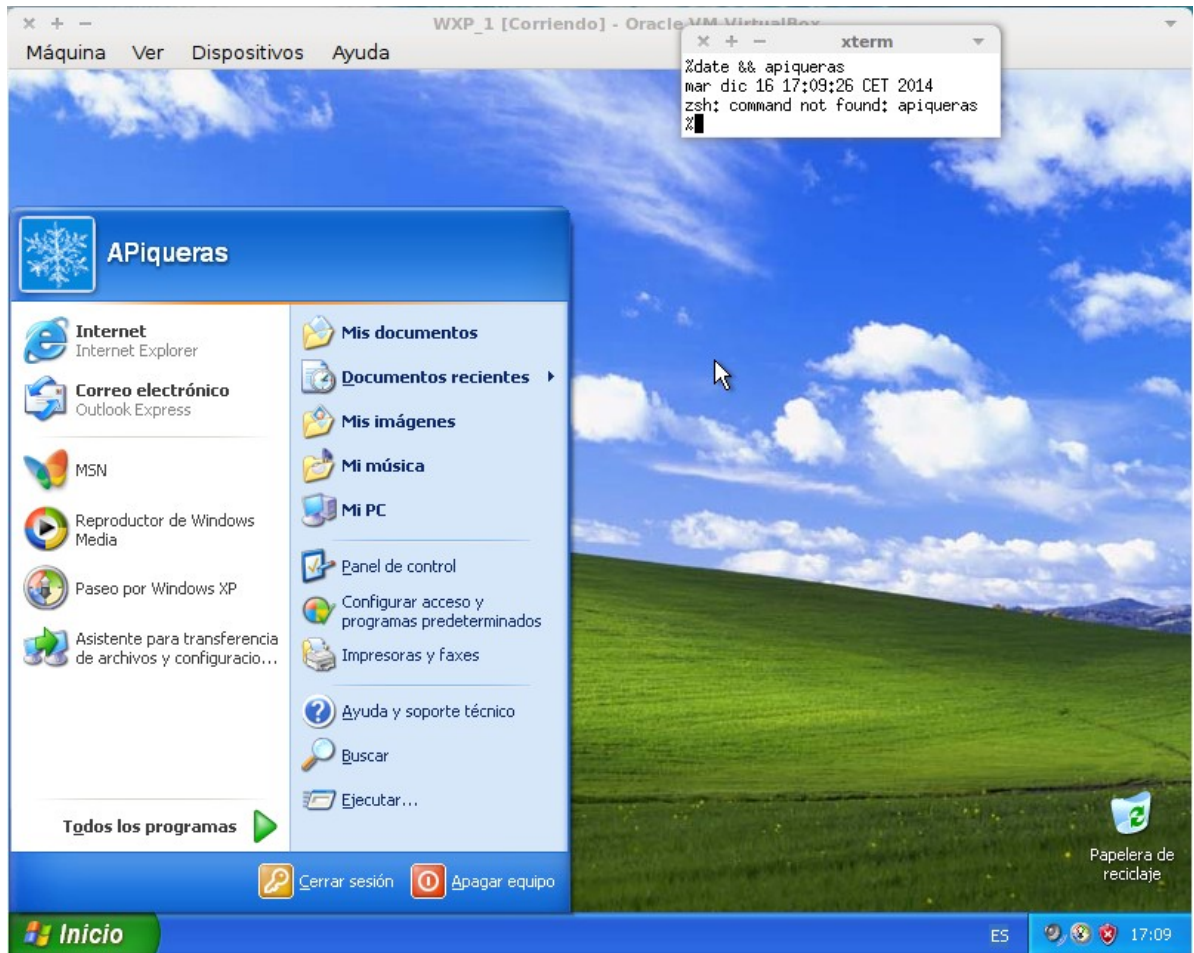 WXP_1 [Corriendo] - Oracle VM VirtualBox
Máquina Ver Dispositivos Ayuda
xterm
%date && apiqueras
mar dic 16 17:09:26 CET 2014
zsh: command not found: apiqueras
%
APiqueras
Internet
Internet Explorer
Correo electrónico
Outlook Express
MSN
Reproductor de Windows
Media
Paseo por Windows XP
Asistente para transferencia
de archivos y configuracio...
Todos los programas
Mis documentos
Documentos recientes
Mis imágenes
Mi música
Mi PC
Panel de control
Configurar acceso y
programas predeterminados
Impresoras y faxes
Ayuda y soporte técnico
Buscar
Ejecutar...
Cerrar sesión
Apagar equipo
Papelera de
reciclaje
Inicio
ES
17:09